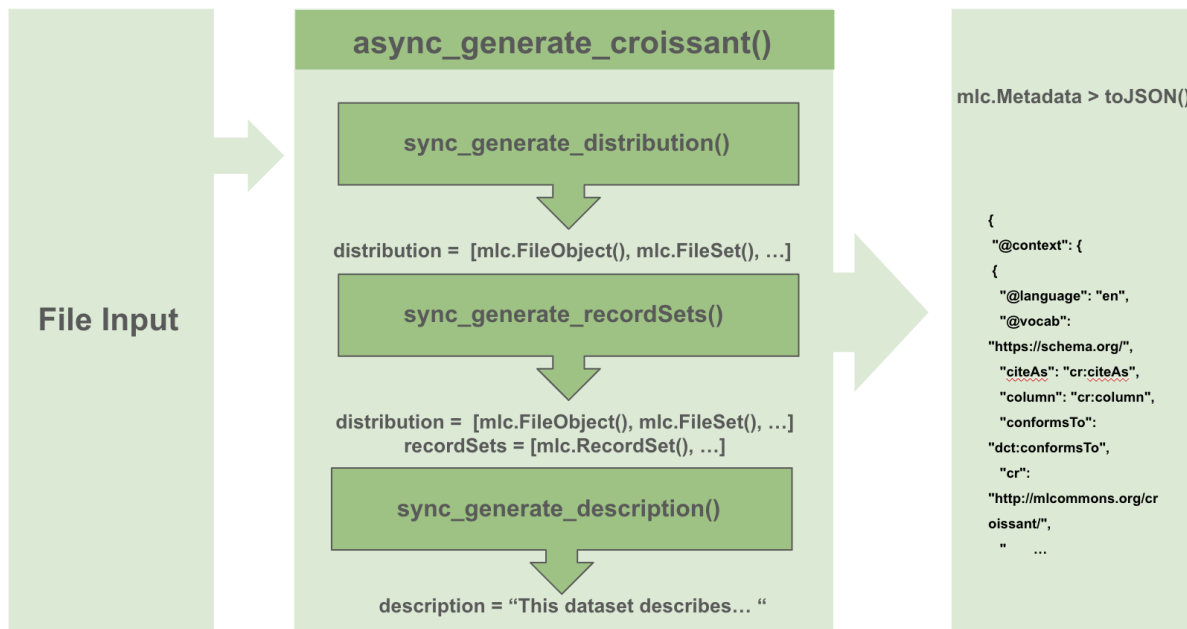 File Input
async_generate_croissant()
sync_generate_distribution()
distribution =  [mlc.FileObject(), mlc.FileSet(), …]
sync_generate_recordSets()
distribution =  [mlc.FileObject(), mlc.FileSet(), …]
recordSets = [mlc.RecordSet(), …]
sync_generate_description()
description = “This dataset describes… “
mlc.Metadata > toJSON()
{
"@context": {
{
"@language": "en",
"@vocab":
"https://schema.org/",
"citeAs": "cr:citeAs",
"column": "cr:column",
"conformsTo":
"dct:conformsTo",
"cr":
"http://mlcommons.org/cr
oissant/",
"      …